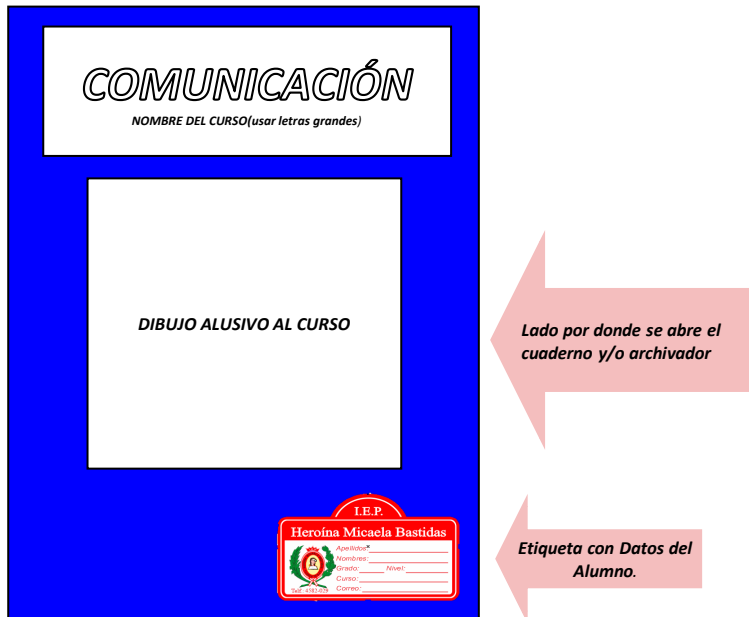 COMUNICACIÓN
NOMBRE DEL CURSO(usar letras grandes)
DIBUJO ALUSIVO AL CURSO
Lado por donde se abre el
cuaderno y/o archivador
I.E.P.
Heroína Micaela Bastidas
Apellidos:
Nombres:
Grado: Nivel:
Curso:
Correo:
Etiqueta con Datos del
Alumno.